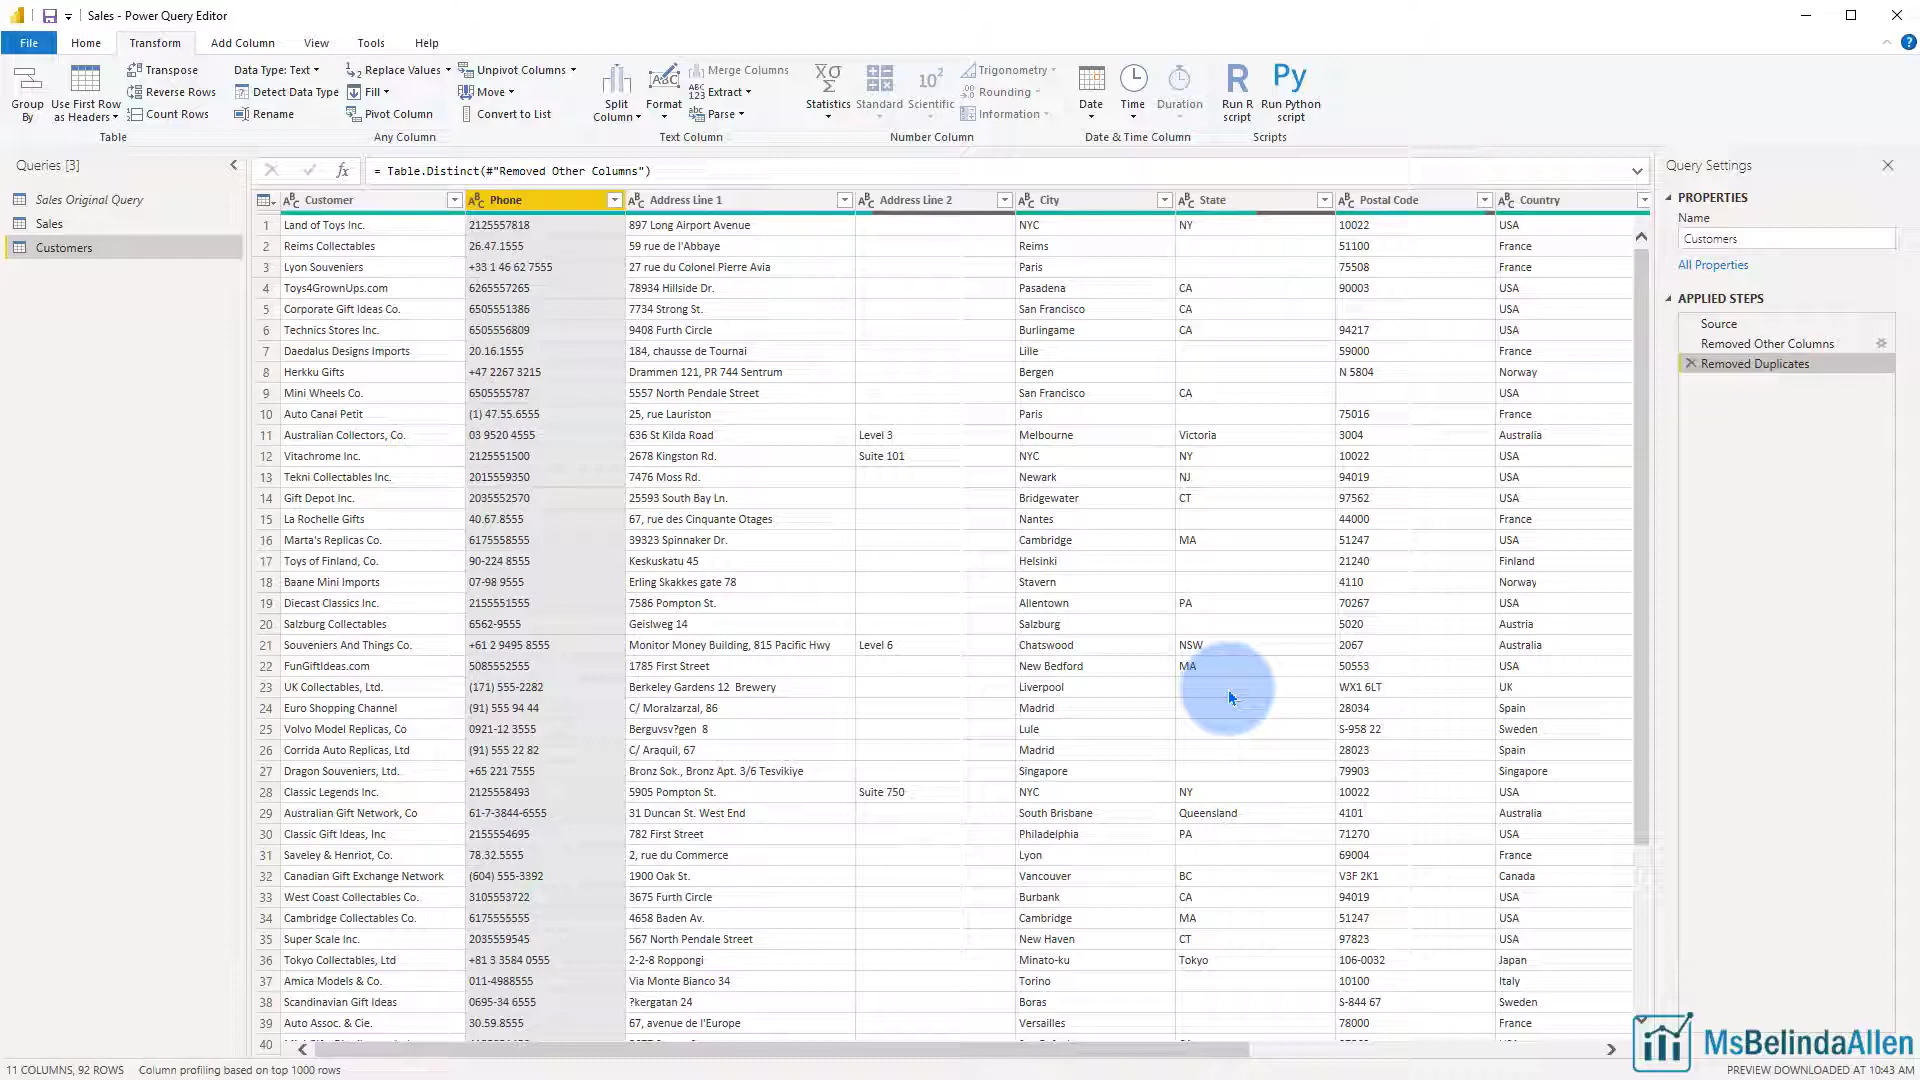 Sales - Power Query Editor
File Home Transform Add Column View Tools Help
Group By
Use First Row as Headers
Transpose
Reverse Rows
Count Rows
Table
Data Type: Text
Detect Data Type
Rename
Replace Values
Fill
Pivot Column
Unpivot Columns
Move
Convert to List
Any Column
Split Column
Format
Merge Columns
Extract
Parse
Text Column
Statistics
Standard
Scientific
Trigonometry
Rounding
Information
Number Column
Date
Time
Duration
Date & Time Column
Run R script
Run Python script
Scripts
Queries [3]
Sales Original Query
Sales
Customers
= Table.Distinct(#"Removed Other Columns")
Customer Phone Address Line 1 Address Line 2 City State Postal Code Country
1 Land of Toys Inc. 2125557818 897 Long Airport Avenue NYC NY 10022 USA
2 Reims Collectables 26.47.1555 59 rue de l'Abbaye Reims 51100 France
3 Lyon Souveniers +33 1 46 62 7555 27 rue du Colonel Pierre Avia Paris 75508 France
4 Toys4GrownUps.com 6265557265 78934 Hillside Dr. Pasadena CA 90003 USA
5 Corporate Gift Ideas Co. 6505551386 7734 Strong St. San Francisco CA USA
6 Technics Stores Inc. 6505556809 9408 Furth Circle Burlingame CA 94217 USA
7 Daedalus Designs Imports 20.16.1555 184, chausse de Tournai Lille 59000 France
8 Herkku Gifts +47 2267 3215 Drammen 121, PR 744 Sentrum Bergen N 5804 Norway
9 Mini Wheels Co. 6505555787 5557 North Pendale Street San Francisco CA USA
10 Auto Canal Petit (1) 47.55.6555 25, rue Lauriston Paris 75016 France
11 Australian Collectors, Co. 03 9520 4555 636 St Kilda Road Level 3 Melbourne Victoria 3004 Australia
12 Vitachrome Inc. 2125551500 2678 Kingston Rd. Suite 101 NYC NY 10022 USA
13 Tekni Collectables Inc. 2015559350 7476 Moss Rd. Newark NJ 94019 USA
14 Gift Depot Inc. 2035552570 25593 South Bay Ln. Bridgewater CT 97562 USA
15 La Rochelle Gifts 40.67.8555 67, rue des Cinquante Otages Nantes 44000 France
16 Marta's Replicas Co. 6175558555 39323 Spinnaker Dr. Cambridge MA 51247 USA
17 Toys of Finland, Co. 90-224 8555 Keskuskatu 45 Helsinki 21240 Finland
18 Baane Mini Imports 07-98 9555 Erling Skakkes gate 78 Stavern 4110 Norway
19 Diecast Classics Inc. 2155551555 7586 Pompton St. Allentown PA 70267 USA
20 Salzburg Collectables 6562-9555 Geislweg 14 Salzburg 5020 Austria
21 Souveniers And Things Co. +61 2 9495 8555 Monitor Money Building, 815 Pacific Hwy Level 6 Chatswood NSW 2067 Australia
22 FunGiftIdeas.com 5085552555 1785 First Street New Bedford MA 50553 USA
23 UK Collectables, Ltd. (171) 555-2282 Berkeley Gardens 12 Brewery Liverpool WX1 6LT UK
24 Euro Shopping Channel (91) 555 94 44 C/ Moralzarzal, 86 Madrid 28034 Spain
25 Volvo Model Replicas, Co 0921-12 3555 Berguvsv?gen 8 Lule S-958 22 Sweden
26 Corrida Auto Replicas, Ltd (91) 555 22 82 C/ Araquil, 67 Madrid 28023 Spain
27 Dragon Souveniers, Ltd. +65 221 7555 Bronz Sok., Bronz Apt. 3/6 Tesvikiye Singapore 79903 Singapore
28 Classic Legends Inc. 2125558493 5905 Pompton St. Suite 750 NYC NY 10022 USA
29 Australian Gift Network, Co 61-7-3844-6555 31 Duncan St. West End South Brisbane Queensland 4101 Australia
30 Classic Gift Ideas, Inc 2155554695 782 First Street Philadelphia PA 71270 USA
31 Saveley & Henriot, Co. 78.32.5555 2, rue du Commerce Lyon 69004 France
32 Canadian Gift Exchange Network (604) 555-3392 1900 Oak St. Vancouver BC V3F 2K1 Canada
33 West Coast Collectables Co. 3105553722 3675 Furth Circle Burbank CA 94019 USA
34 Cambridge Collectables Co. 6175555555 4658 Baden Av. Cambridge MA 51247 USA
35 Super Scale Inc. 2035559545 567 North Pendale Street New Haven CT 97823 USA
36 Tokyo Collectables, Ltd +81 3 3584 0555 2-2-8 Roppongi Minato-ku Tokyo 106-0032 Japan
37 Amica Models & Co. 011-4988555 Via Monte Bianco 34 Torino 10100 Italy
38 Scandinavian Gift Ideas 0695-34 6555 ?kergatan 24 Boras S-844 67 Sweden
39 Auto Assoc. & Cie. 30.59.8555 67, avenue de l'Europe Versailles 78000 France
40
Query Settings
PROPERTIES
Name
Customers
All Properties
APPLIED STEPS
Source
Removed Other Columns
Removed Duplicates
MsBelindaAllen
11 COLUMNS, 92 ROWS Column profiling based on top 1000 rows
PREVIEW DOWNLOADED AT 10:43 AM